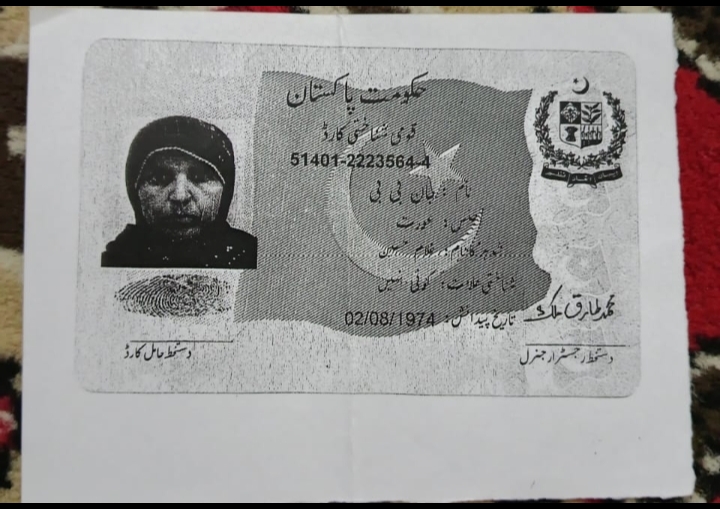 حکومت پاکستان
قومی شناختی کارڈ
51401-2223564-4
نام: جان بی بی
جنس: عورت
شوہر کا نام: غلام حسین
شناختی علامت: کوئی نہیں
تاریخ پیدائش: 02/08/1974
محمد طارق ملک
دستخط حامل کارڈ
دستخط رجسٹرار جنرل